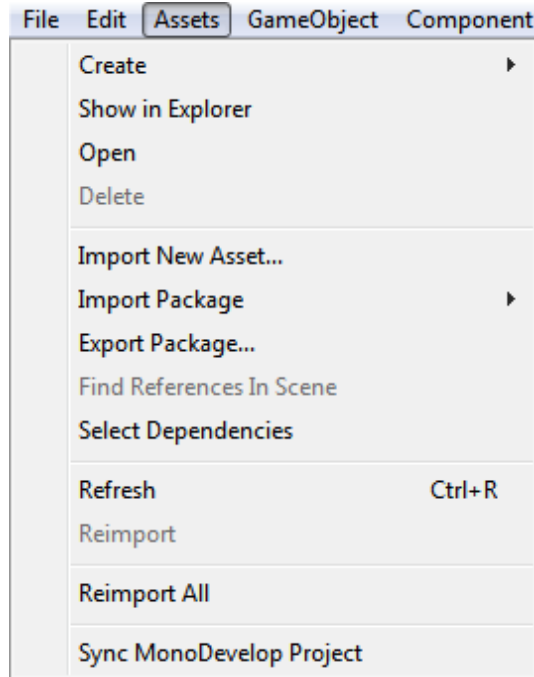 File Edit Assets GameObject Component
Create
Show in Explorer
Open
Delete
Import New Asset...
Import Package
Export Package...
Find References In Scene
Select Dependencies
Refresh Ctrl+R
Reimport
Reimport All
Sync MonoDevelop Project